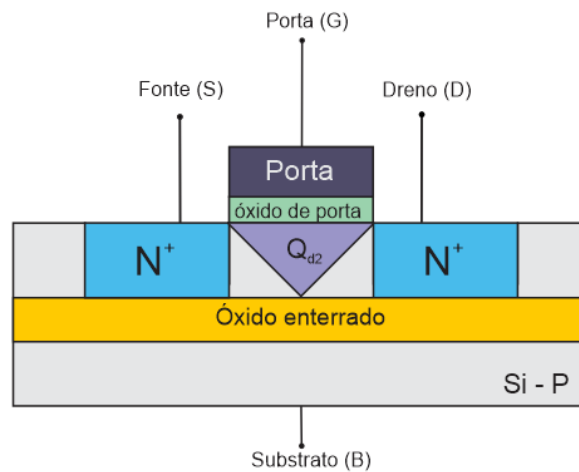 Porta (G)
Fonte (S)
Dreno (D)
Porta
óxido de porta
N+
Qd2
N+
Óxido enterrado
Si - P
Substrato (B)